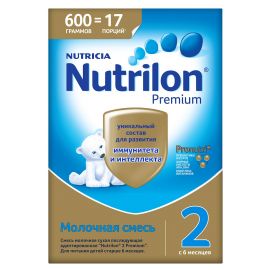 600 = 17
ГРАММОВ ПОРЦИЙ
NUTRICIA
Nutrilon®
Premium
уникальный
состав для
развития
иммунитета
и интеллекта
Pronutri+
Молочная смесь
2
Смесь молочная сухая последующая
адаптированная "Nutrilon" 2 Premium".
Для питания детей старше 6 месяцев.
с 6 месяцев